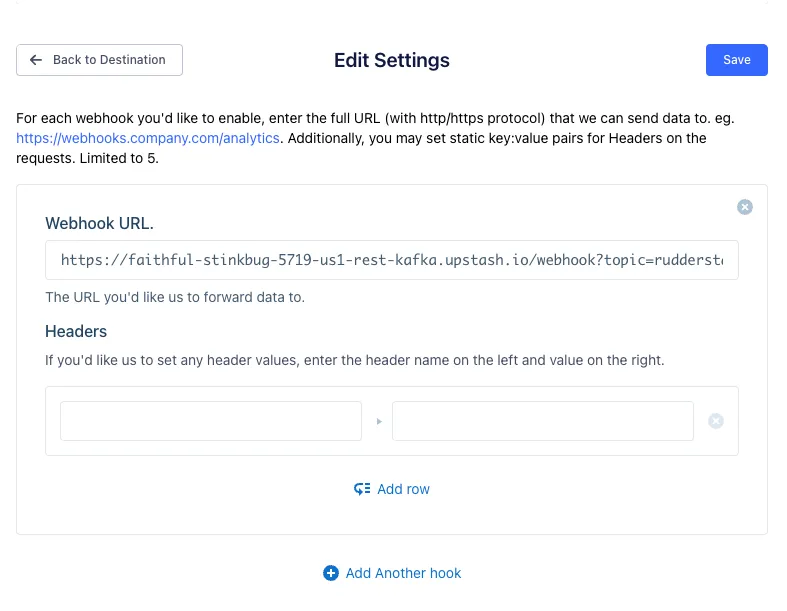 Back to Destination
Edit Settings
Save
For each webhook you'd like to enable, enter the full URL (with http/https protocol) that we can send data to. eg.
https://webhooks.company.com/analytics. Additionally, you may set static key:value pairs for Headers on the
requests. Limited to 5.
Webhook URL.
https://faithful-stinkbug-5719-us1-rest-kafka.upstash.io/webhook?topic=rudderst
The URL you'd like us to forward data to.
Headers
If you'd like us to set any header values, enter the header name on the left and value on the right.
Add row
Add Another hook